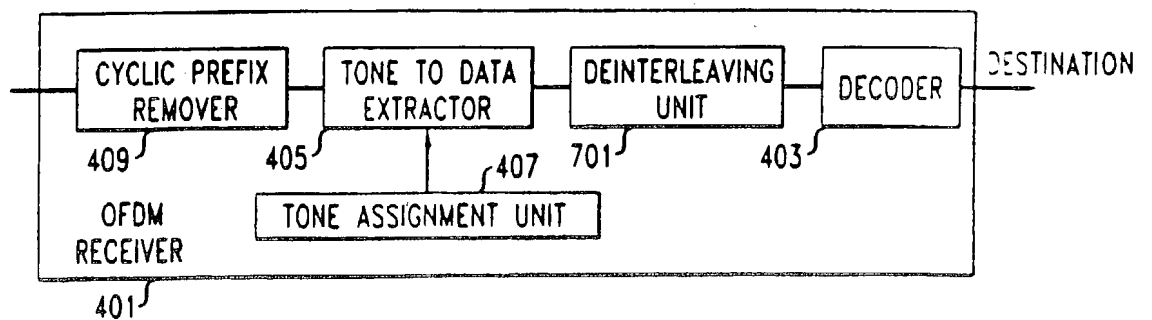 CYCLIC PREFIX
REMOVER
TONE TO DATA
EXTRACTOR
DEINTERLEAVING
UNIT
DECODER
DESTINATION
409
405
701
403
407
TONE ASSIGNMENT UNIT
OFDM
RECEIVER
401